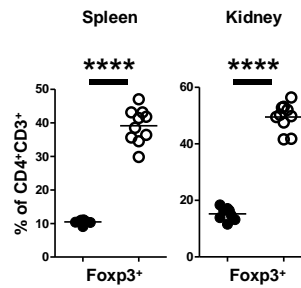 Spleen
Kidney
****
****
% of CD4⁺CD3⁺
50
40
30
20
10
0
60
40
20
0
Foxp3⁺
Foxp3⁺